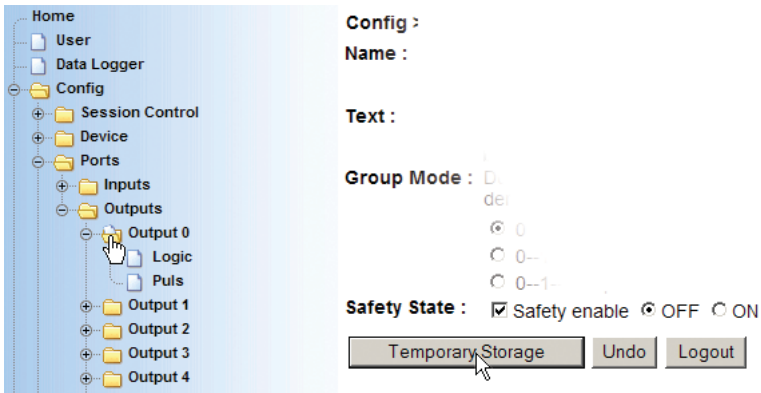 Home
User
Data Logger
Config
Session Control
Device
Ports
Inputs
Outputs
Output 0
Logic
Puls
Output 1
Output 2
Output 3
Output 4
Config >
Name :
Text :
Group Mode :
Safety State : Safety enable OFF ON
Temporary Storage Undo Logout